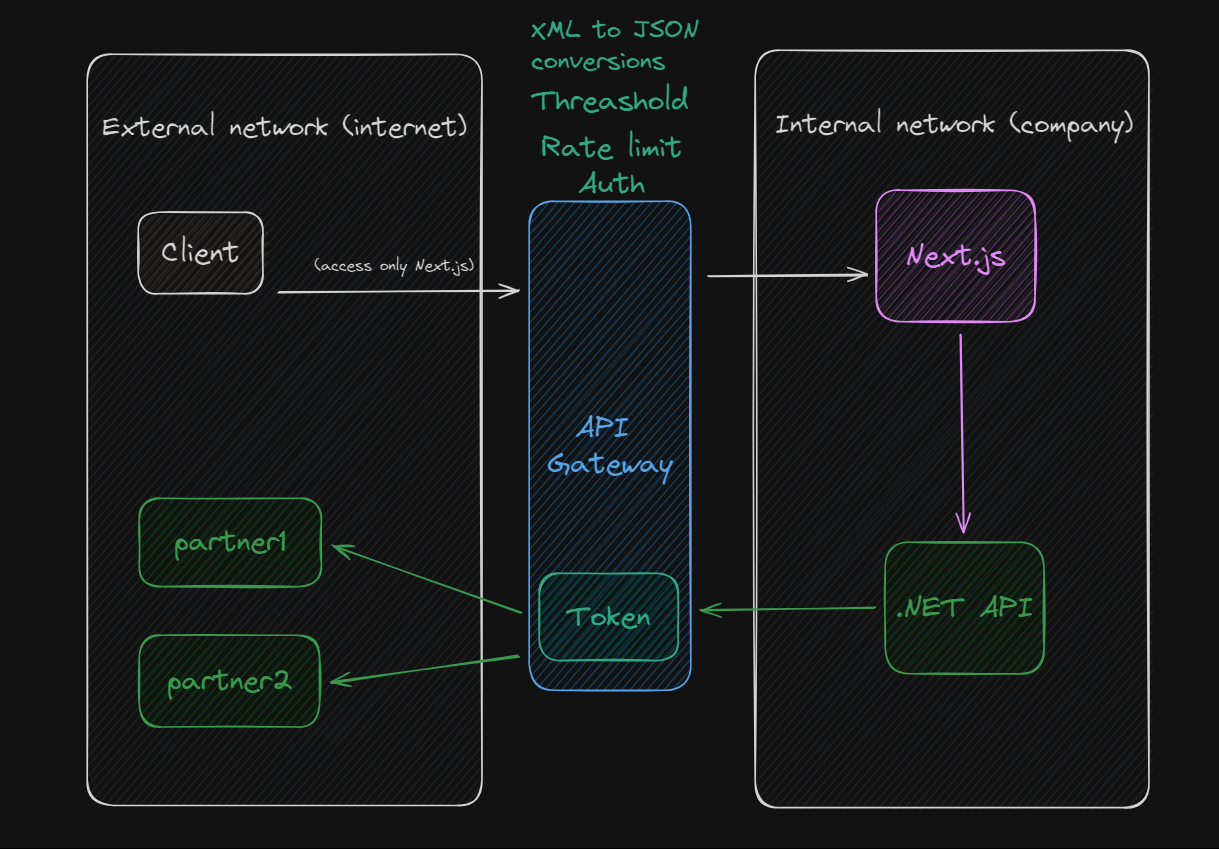 XML to JSON
conversions
Threashold
Rate limit
Auth
External network (internet)
Client
(access only Next.js)
partner1
partner2
API
Gateway
Token
Internal network (company)
Next.js
.NET API